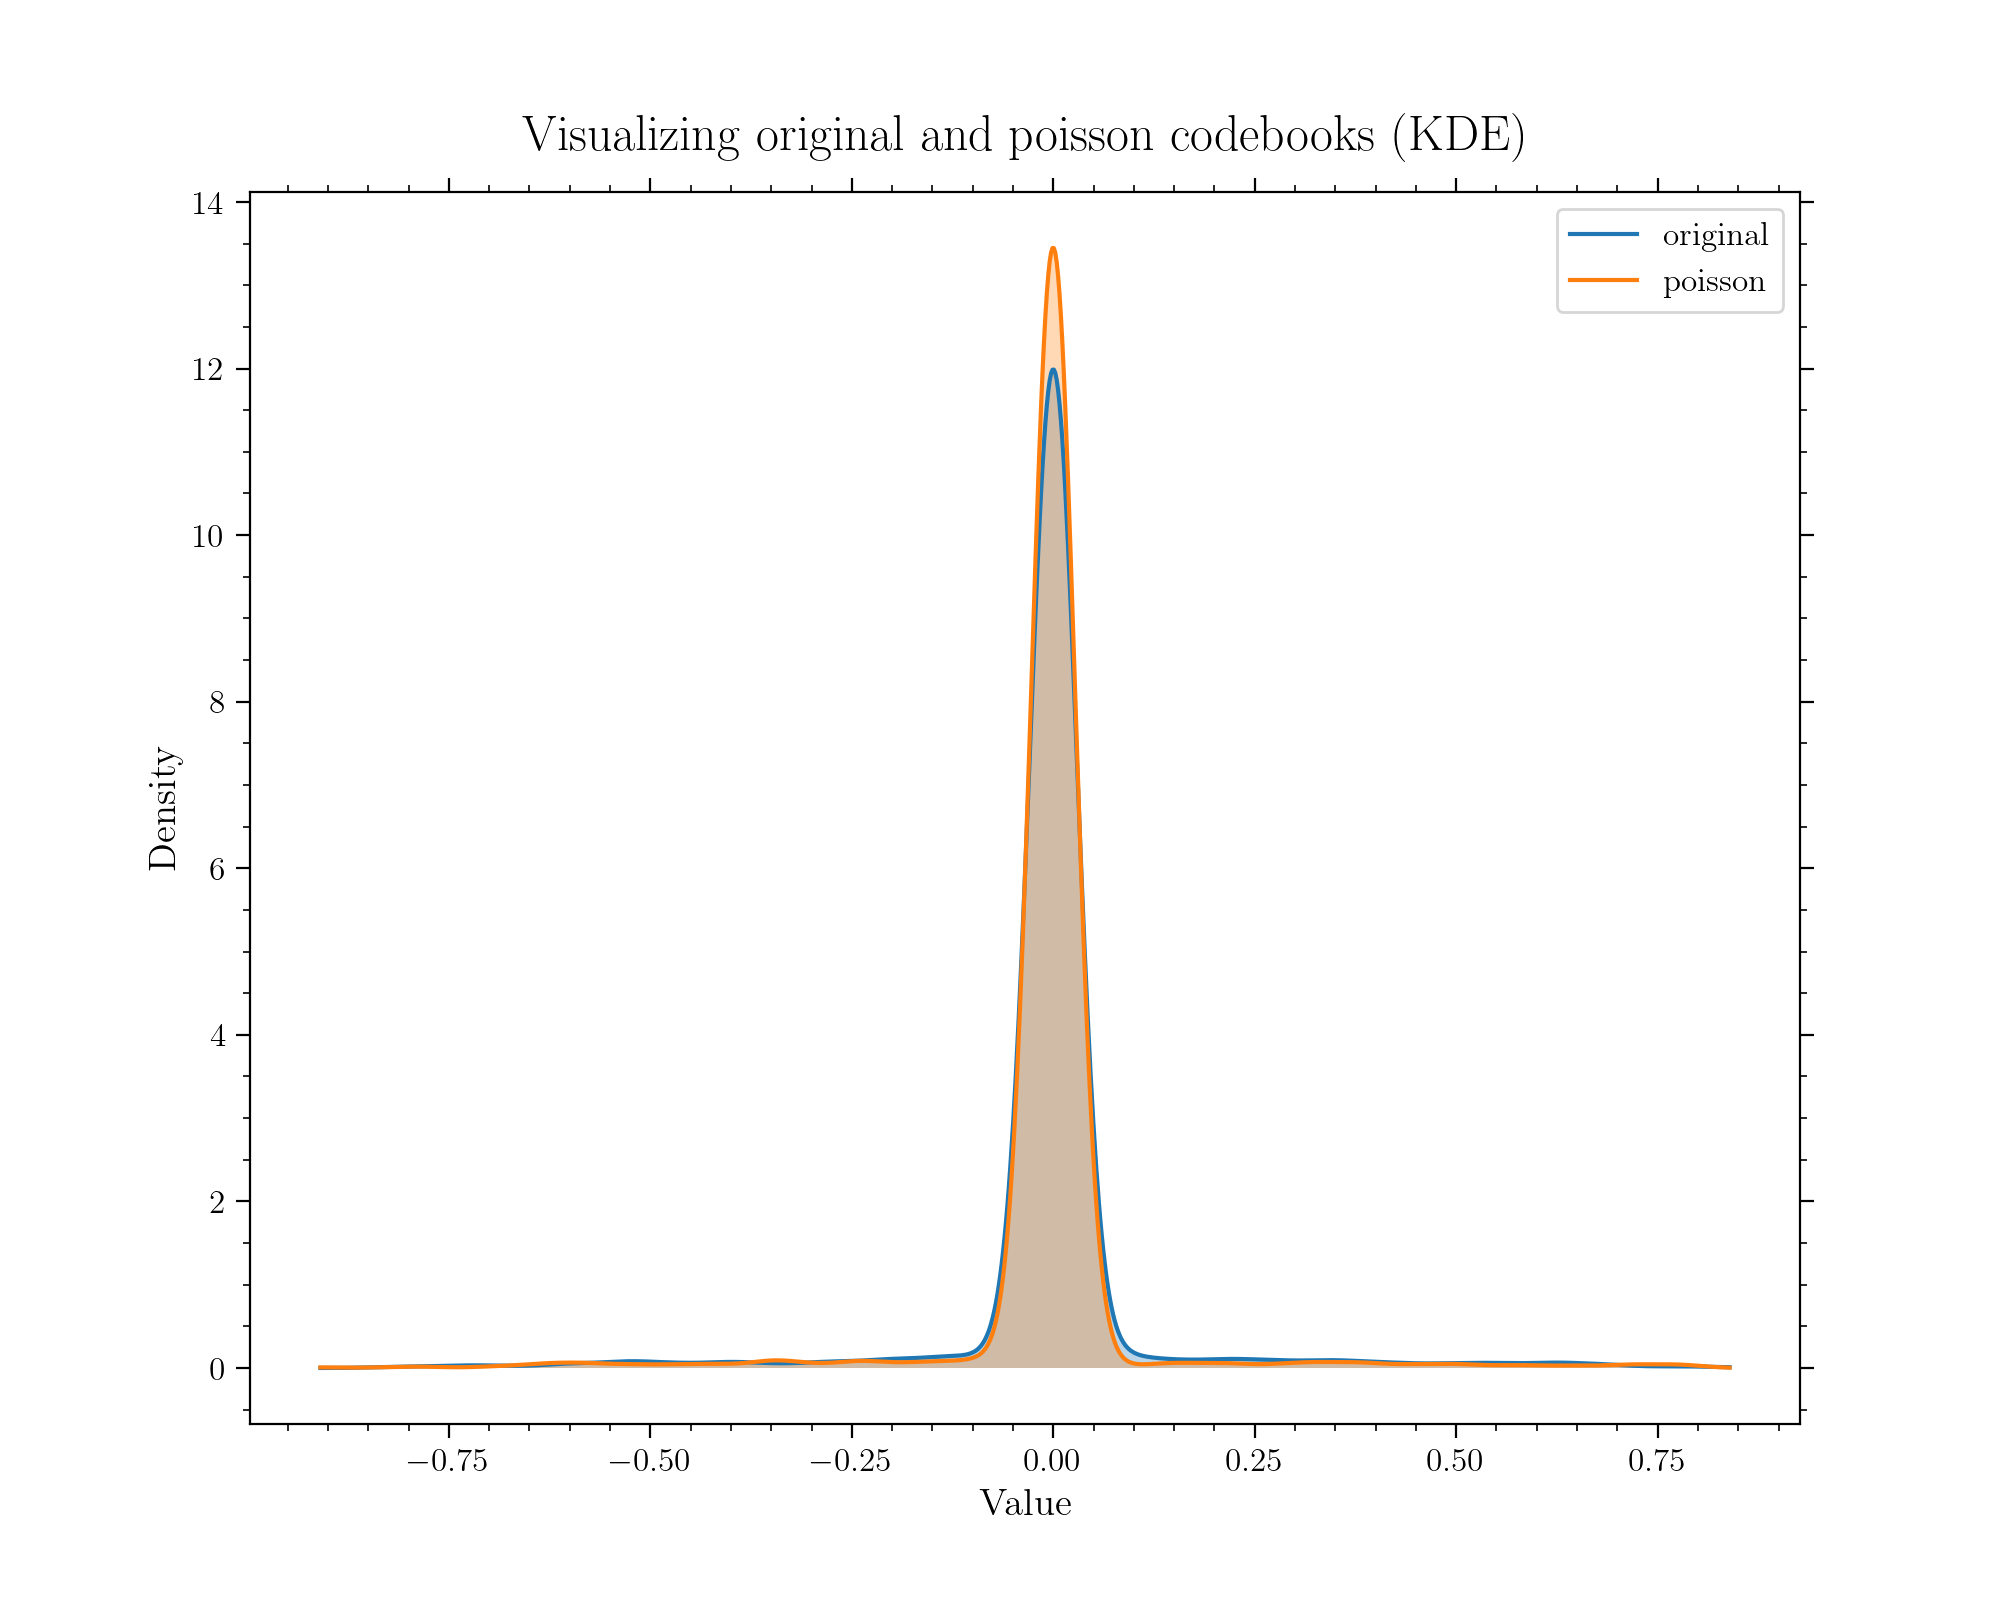 Visualizing original and poisson codebooks (KDE)
original
poisson
14
12
10
8
6
4
2
0
Density
−0.75 −0.50 −0.25 0.00 0.25 0.50 0.75
Value